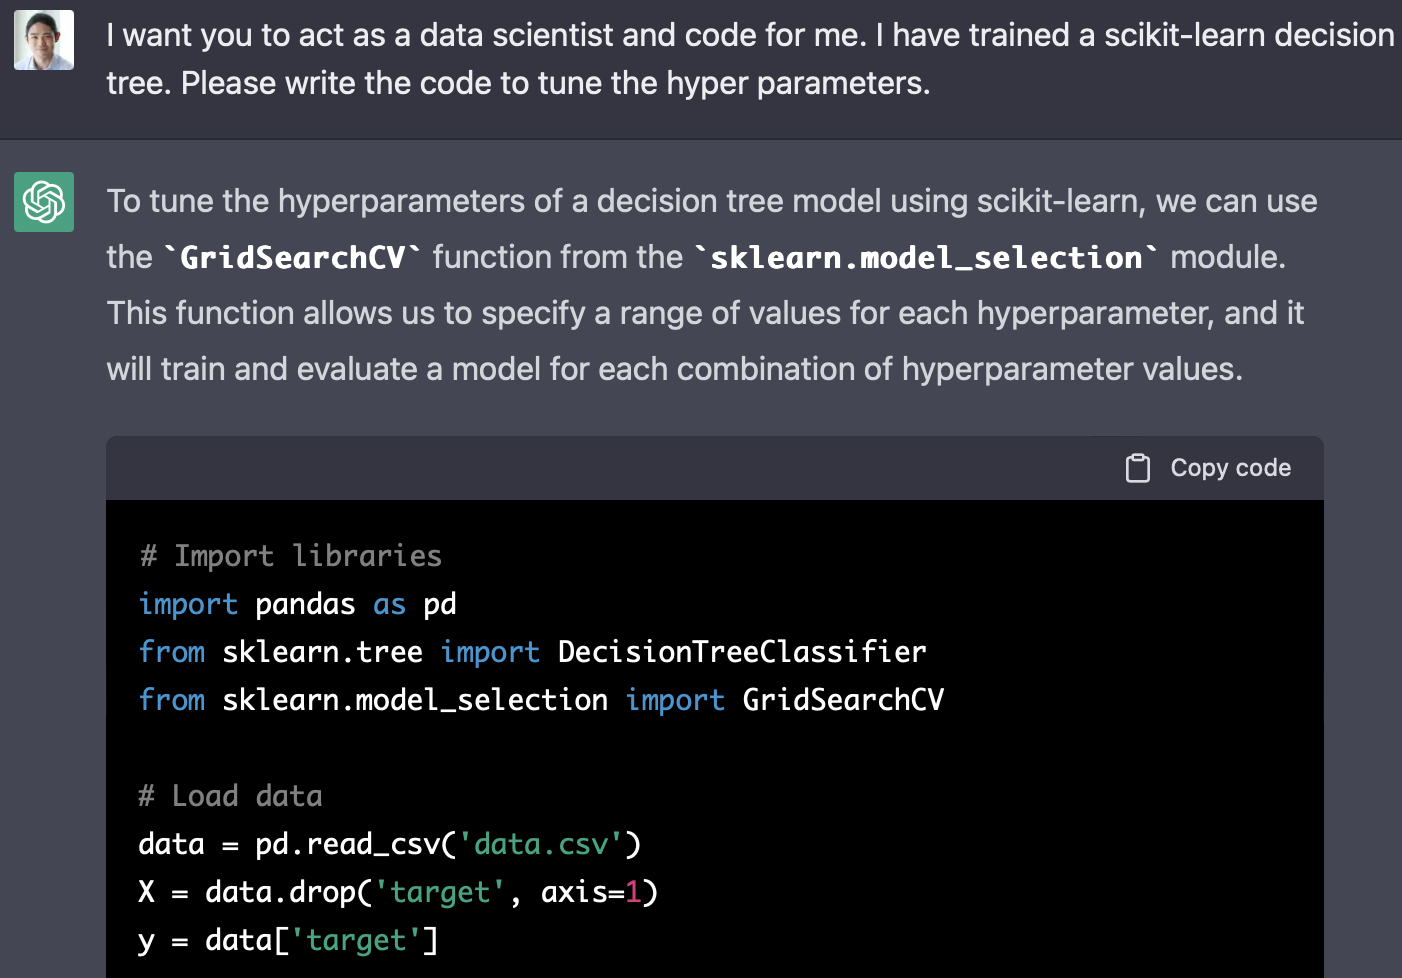 I want you to act as a data scientist and code for me. I have trained a scikit-learn decision
tree. Please write the code to tune the hyper parameters.
To tune the hyperparameters of a decision tree model using scikit-learn, we can use
the `GridSearchCV` function from the `sklearn.model_selection` module.
This function allows us to specify a range of values for each hyperparameter, and it
will train and evaluate a model for each combination of hyperparameter values.
Copy code
# Import libraries
import pandas as pd
from sklearn.tree import DecisionTreeClassifier
from sklearn.model_selection import GridSearchCV
# Load data
data = pd.read_csv('data.csv')
X = data.drop('target', axis=1)
y = data['target']